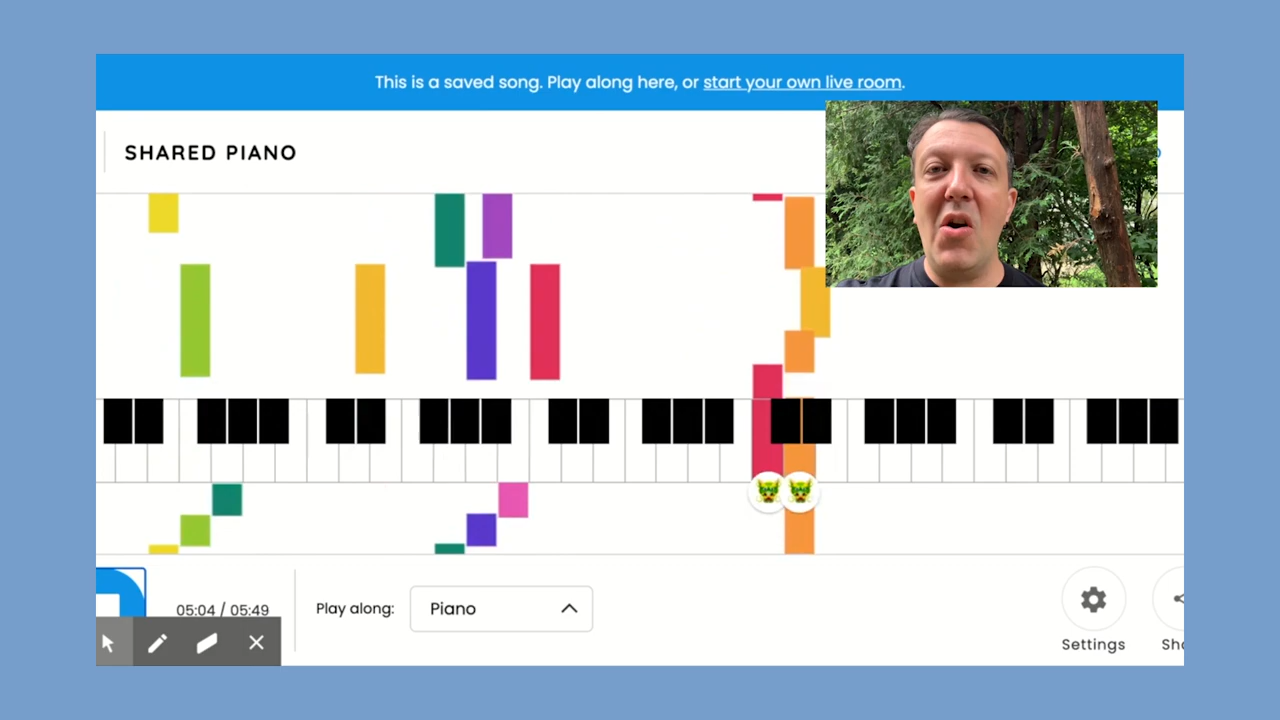 This is a saved song. Play along here, or start your own live room.
SHARED PIANO
05:04 / 05:49
Play along:
Piano
Settings
Sh